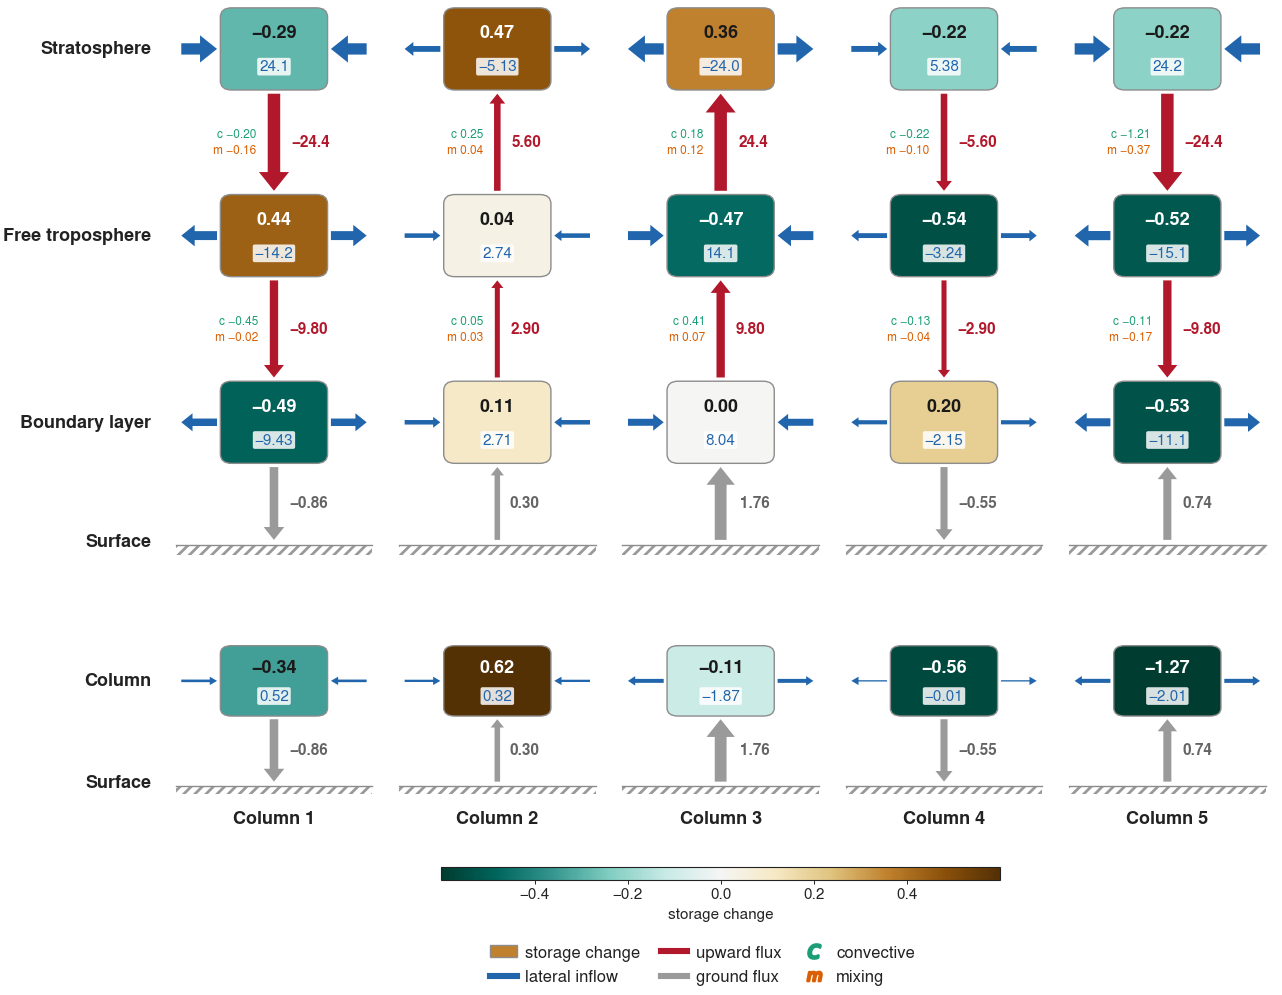 Stratosphere
−0.29
24.1
0.47
−5.13
0.36
−24.0
−0.22
5.38
−0.22
24.2
c −0.20
m −0.16
−24.4
c 0.25
m 0.04
5.60
c 0.18
m 0.12
24.4
c −0.22
m −0.10
−5.60
c −1.21
m −0.37
−24.4
Free troposphere
0.44
−14.2
0.04
2.74
−0.47
14.1
−0.54
−3.24
−0.52
−15.1
c −0.45
m −0.02
−9.80
c 0.05
m 0.03
2.90
c 0.41
m 0.07
9.80
c −0.13
m −0.04
−2.90
c −0.11
m −0.17
−9.80
Boundary layer
−0.49
−9.43
0.11
2.71
0.00
8.04
0.20
−2.15
−0.53
−11.1
−0.86
0.30
1.76
−0.55
0.74
Surface
Column
−0.34
0.52
0.62
0.32
−0.11
−1.87
−0.56
−0.01
−1.27
−2.01
−0.86
0.30
1.76
−0.55
0.74
Surface
Column 1
Column 2
Column 3
Column 4
Column 5
−0.4
−0.2
0.0
0.2
0.4
storage change
storage change
upward flux
c convective
lateral inflow
ground flux
m mixing